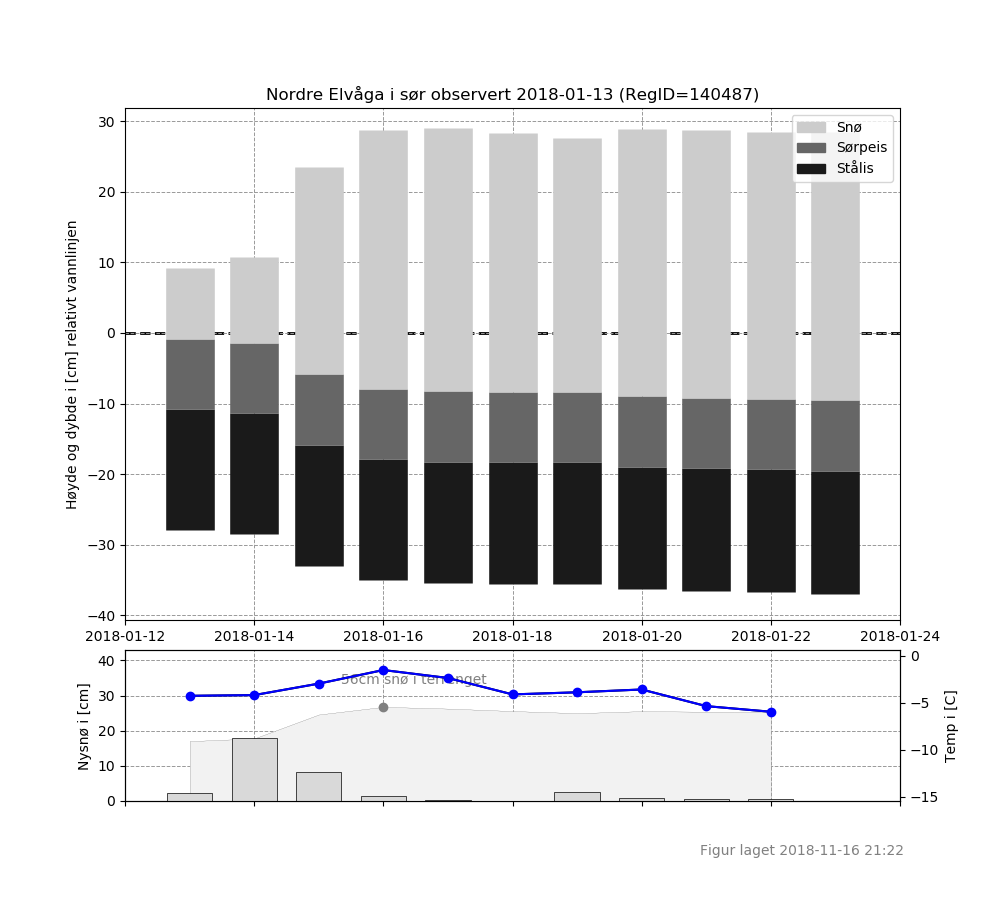 Nordre Elvåga i sør observert 2018-01-13 (RegID=140487)
Høyde og dybde i [cm] relativt vannlinjen
30
20
10
0
−10
−20
−30
−40
Snø
Sørpeis
Stålis
2018-01-12 2018-01-14 2018-01-16 2018-01-18 2018-01-20 2018-01-22 2018-01-24
Nysnø i [cm]
40
30
20
10
0
56cm snø i terrenget
0
−5
−10
−15
Temp i [C]
Figur laget 2018-11-16 21:22